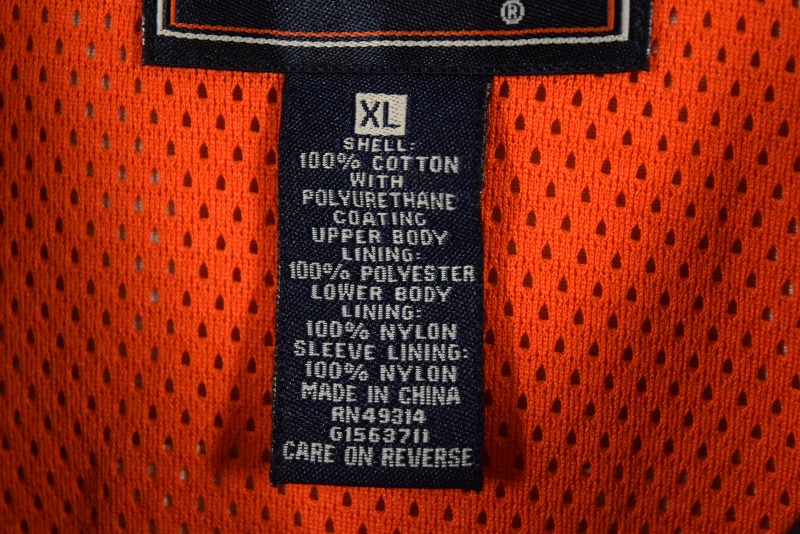 ®
XL
SHELL:
100% COTTON
WITH
POLYURETHANE
COATING
UPPER BODY
LINING:
100% POLYESTER
LOWER BODY
LINING:
100% NYLON
SLEEVE LINING:
100% NYLON
MADE IN CHINA
RN49314
G1563711
CARE ON REVERSE